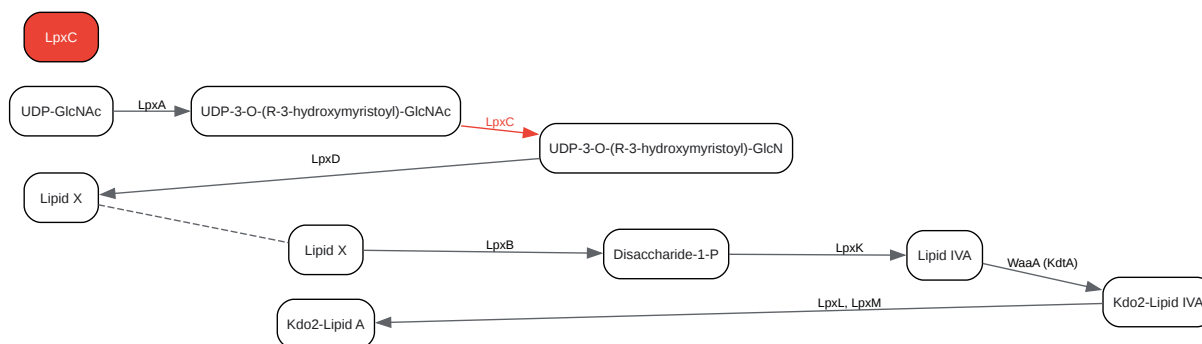 LpxC
UDP-GlcNAc
LpxA
UDP-3-O-(R-3-hydroxymyristoyl)-GlcNAc
LpxC
UDP-3-O-(R-3-hydroxymyristoyl)-GlcN
LpxD
Lipid X
Lipid X
LpxB
Disaccharide-1-P
LpxK
Lipid IVA
WaaA (KdtA)
Kdo2-Lipid IVA
LpxL, LpxM
Kdo2-Lipid A